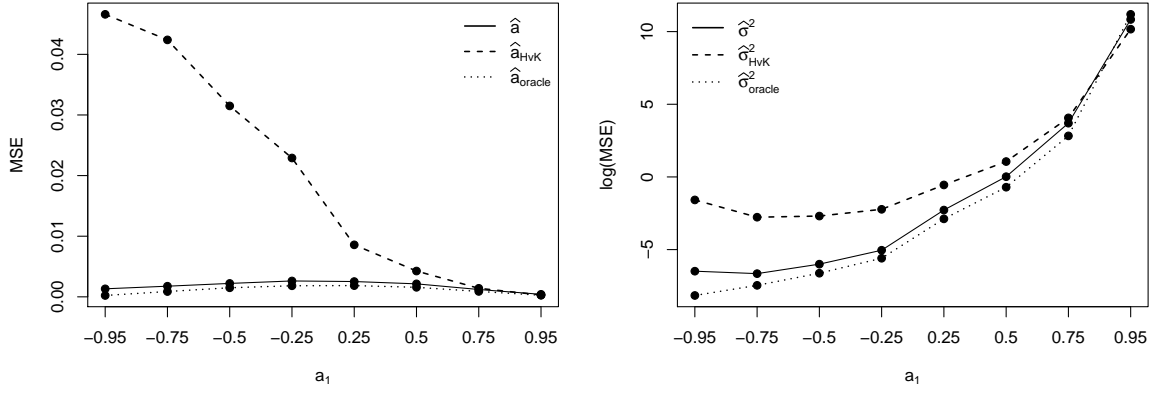 MSE
0.04
0.03
0.02
0.01
0.00
â
â_HvK
â_oracle
−0.95 −0.75 −0.5 −0.25 0.25 0.5 0.75 0.95
a₁
log(MSE)
10
5
0
−5
σ̂²
σ̂²_HvK
σ̂²_oracle
−0.95 −0.75 −0.5 −0.25 0.25 0.5 0.75 0.95
a₁